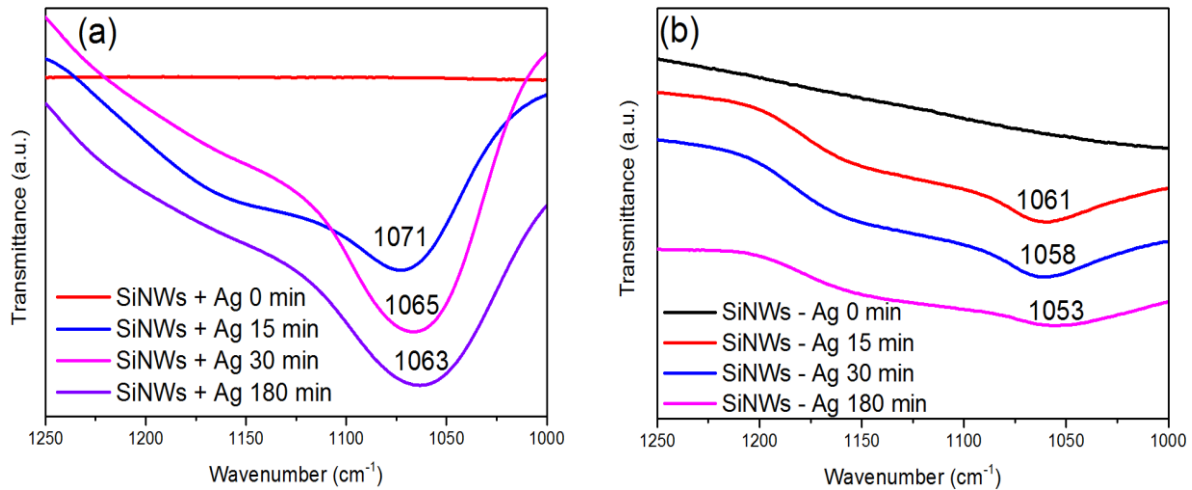 (a)
Transmittance (a.u.)
1071
1065
1063
SiNWs + Ag 0 min
SiNWs + Ag 15 min
SiNWs + Ag 30 min
SiNWs + Ag 180 min
1250 1200 1150 1100 1050 1000
Wavenumber (cm⁻¹)
(b)
Transmittance (a.u.)
1061
1058
1053
SiNWs - Ag 0 min
SiNWs - Ag 15 min
SiNWs - Ag 30 min
SiNWs - Ag 180 min
1250 1200 1150 1100 1050 1000
Wavenumber (cm⁻¹)